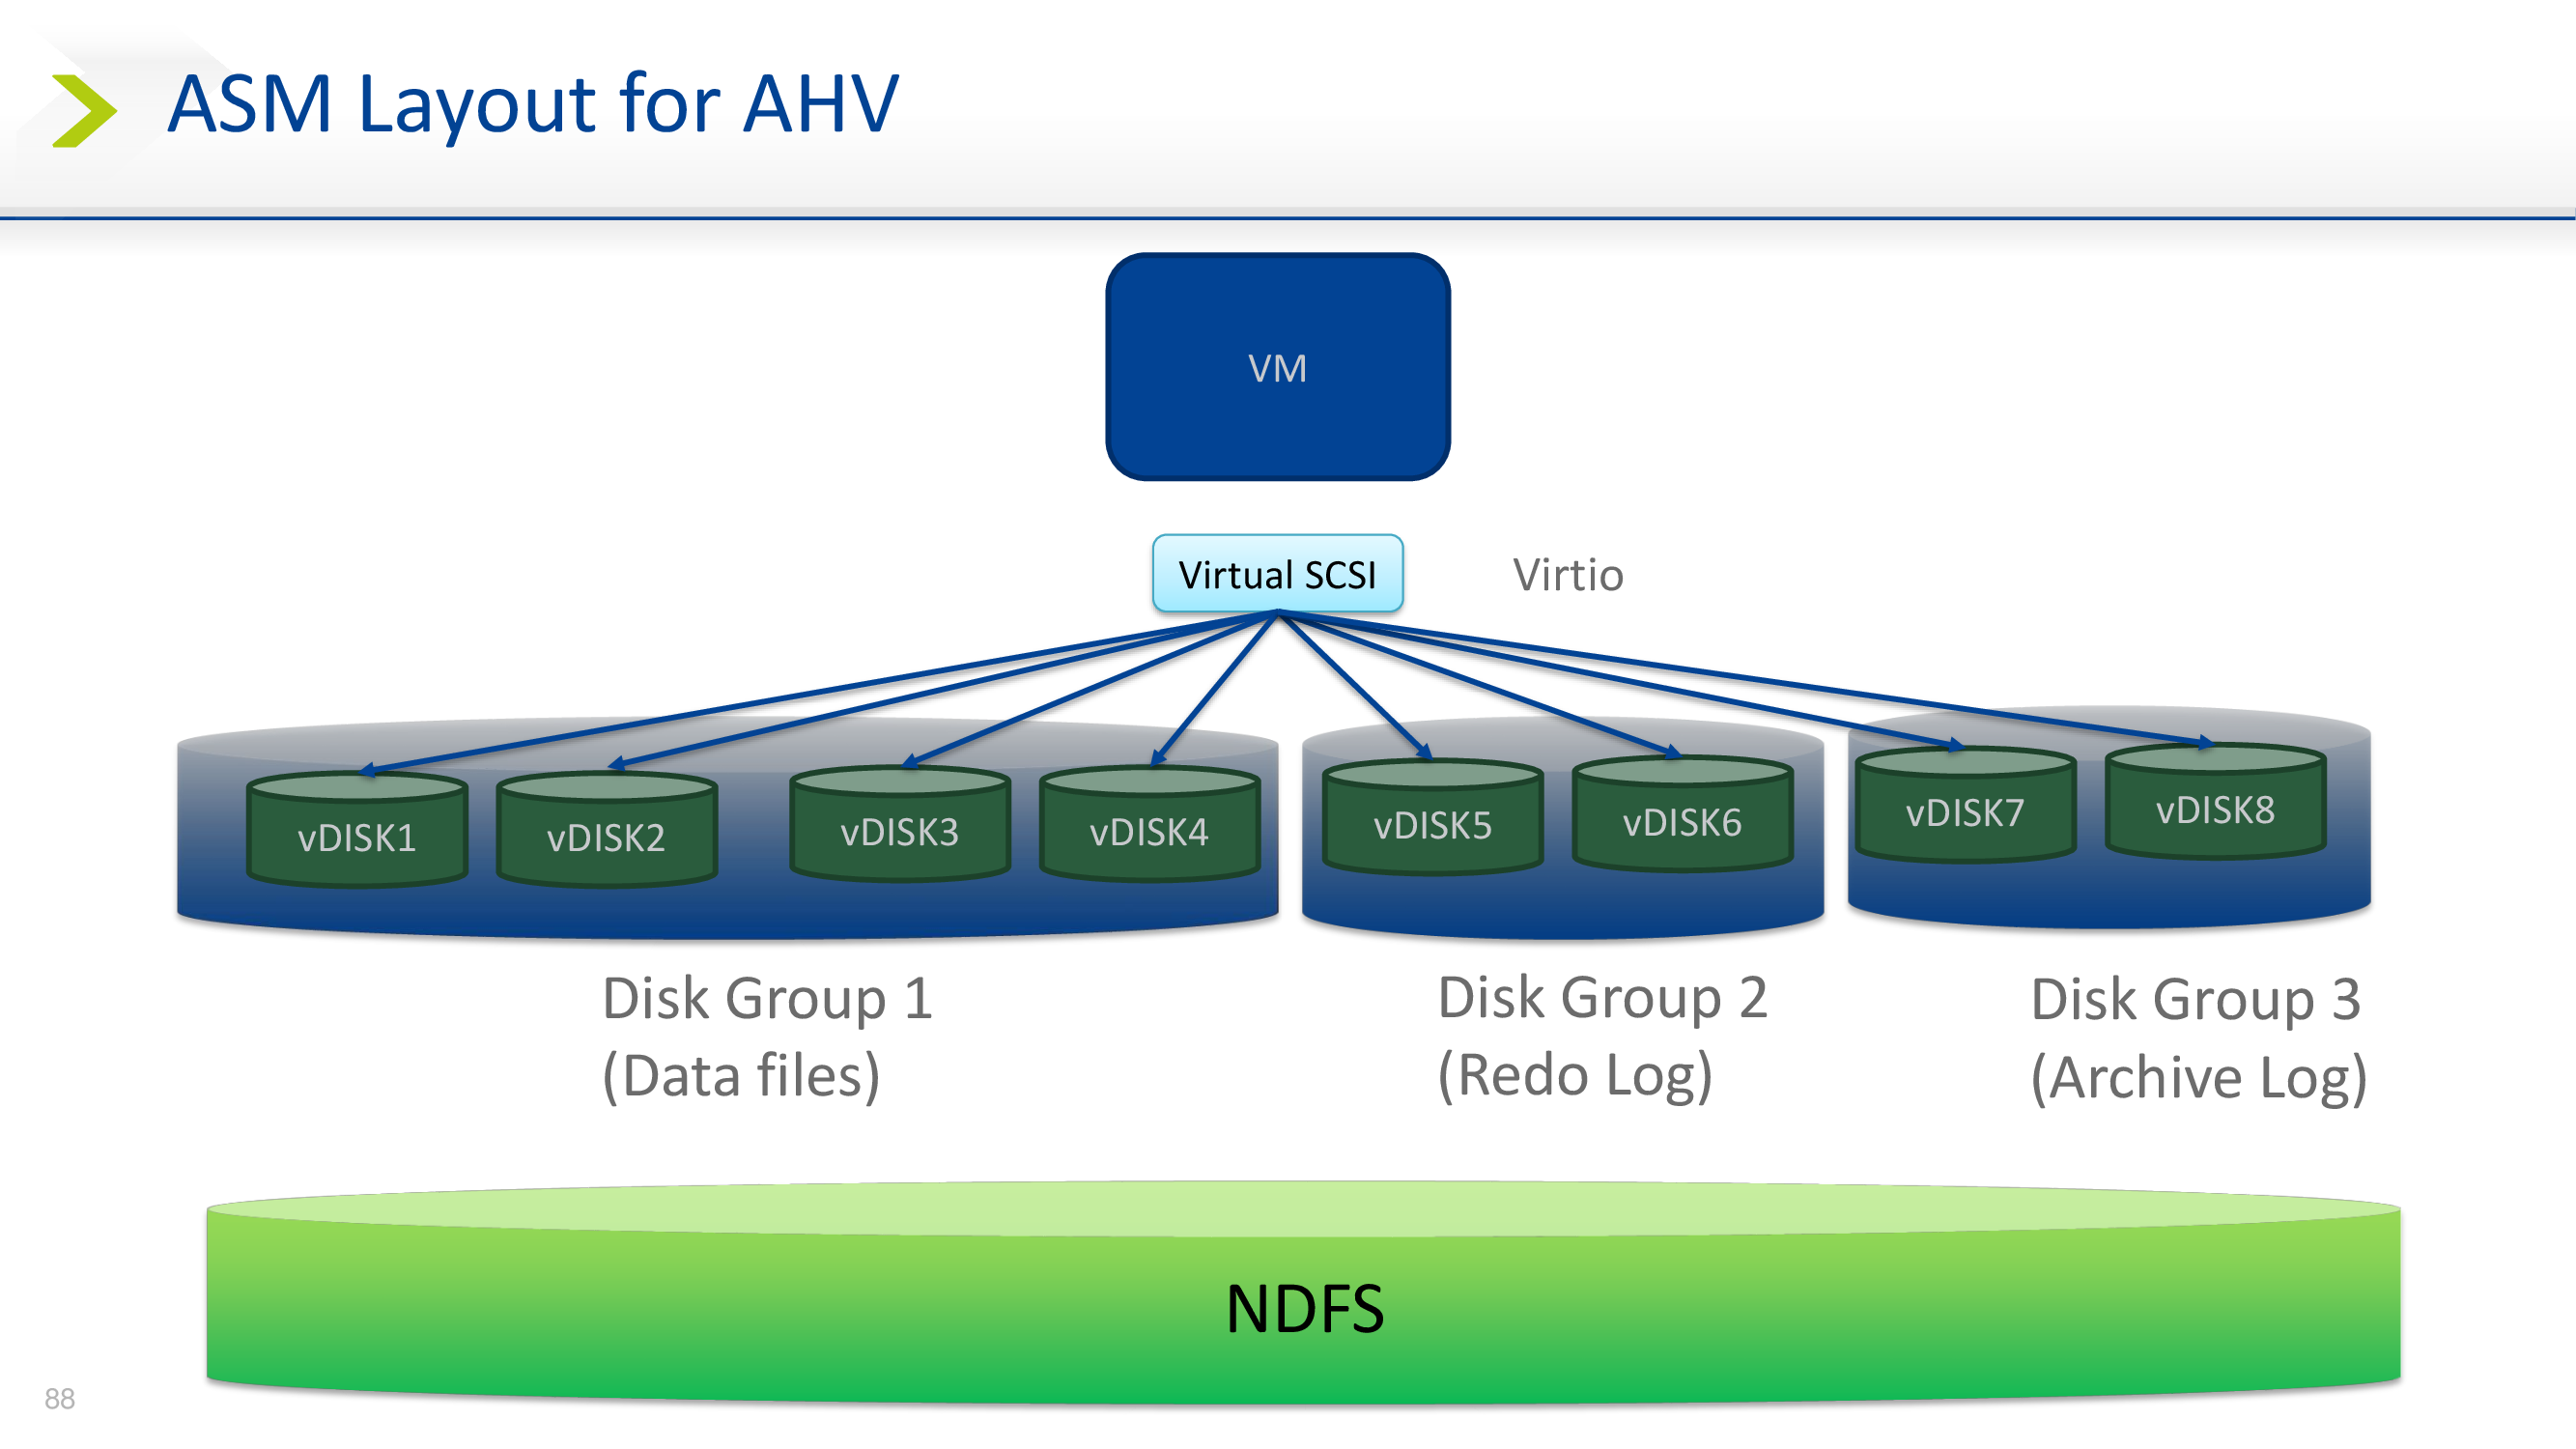 ASM Layout for AHV
VM
Virtual SCSI
Virtio
vDISK1
vDISK2
vDISK3
vDISK4
vDISK5
vDISK6
vDISK7
vDISK8
Disk Group 1
(Data files)
Disk Group 2
(Redo Log)
Disk Group 3
(Archive Log)
NDFS
88